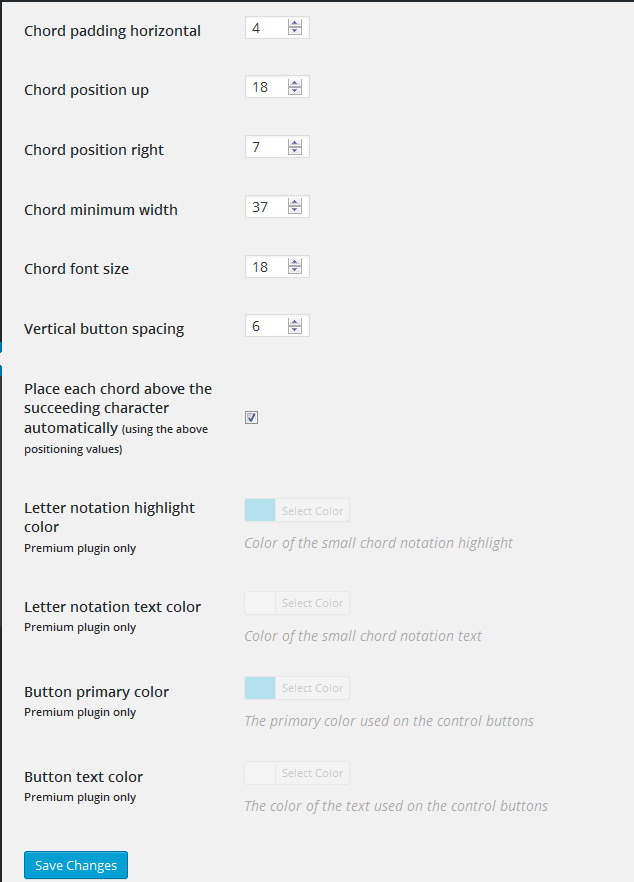 Chord padding horizontal 4
Chord position up 18
Chord position right 7
Chord minimum width 37
Chord font size 18
Vertical button spacing 6
Place each chord above the
succeeding character
automatically (using the above
positioning values)
Letter notation highlight
color
Select Color
Premium plugin only
Color of the small chord notation highlight
Letter notation text color
Select Color
Premium plugin only
Color of the small chord notation text
Button primary color
Select Color
Premium plugin only
The primary color used on the control buttons
Button text color
Select Color
Premium plugin only
The color of the text used on the control buttons
Save Changes